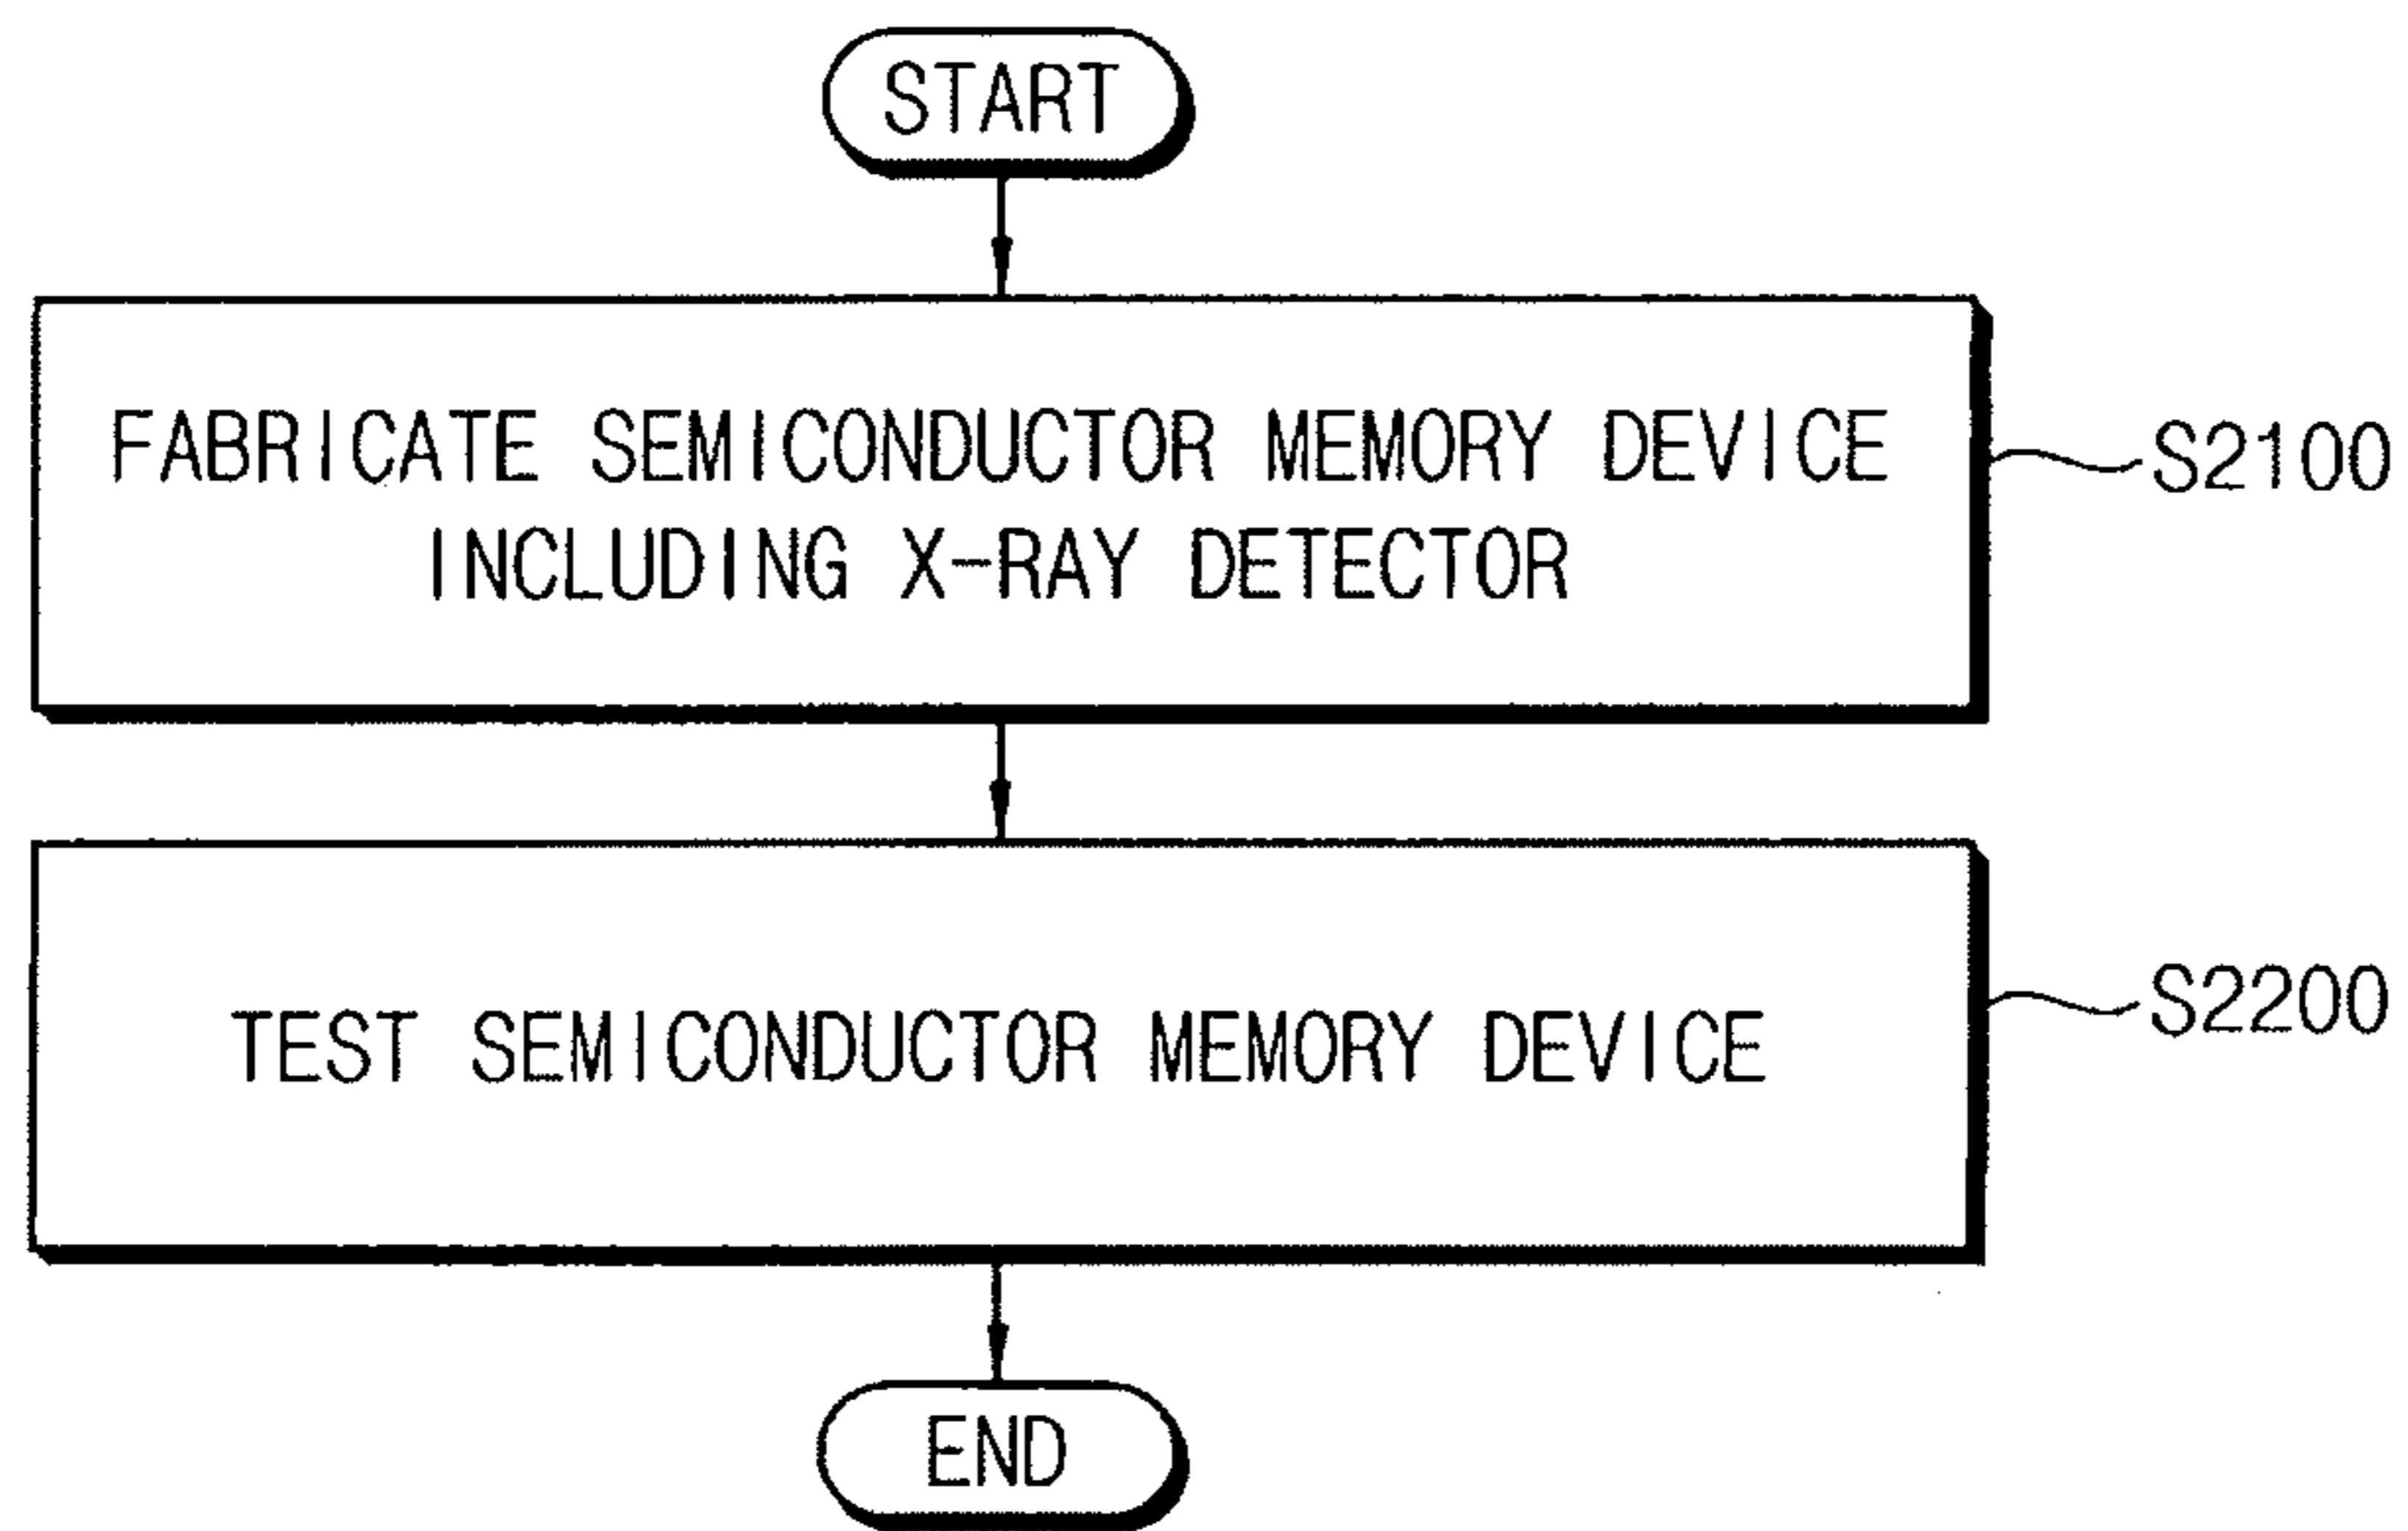 START
FABRICATE SEMICONDUCTOR MEMORY DEVICE
INCLUDING X-RAY DETECTOR
S2100
TEST SEMICONDUCTOR MEMORY DEVICE
S2200
END